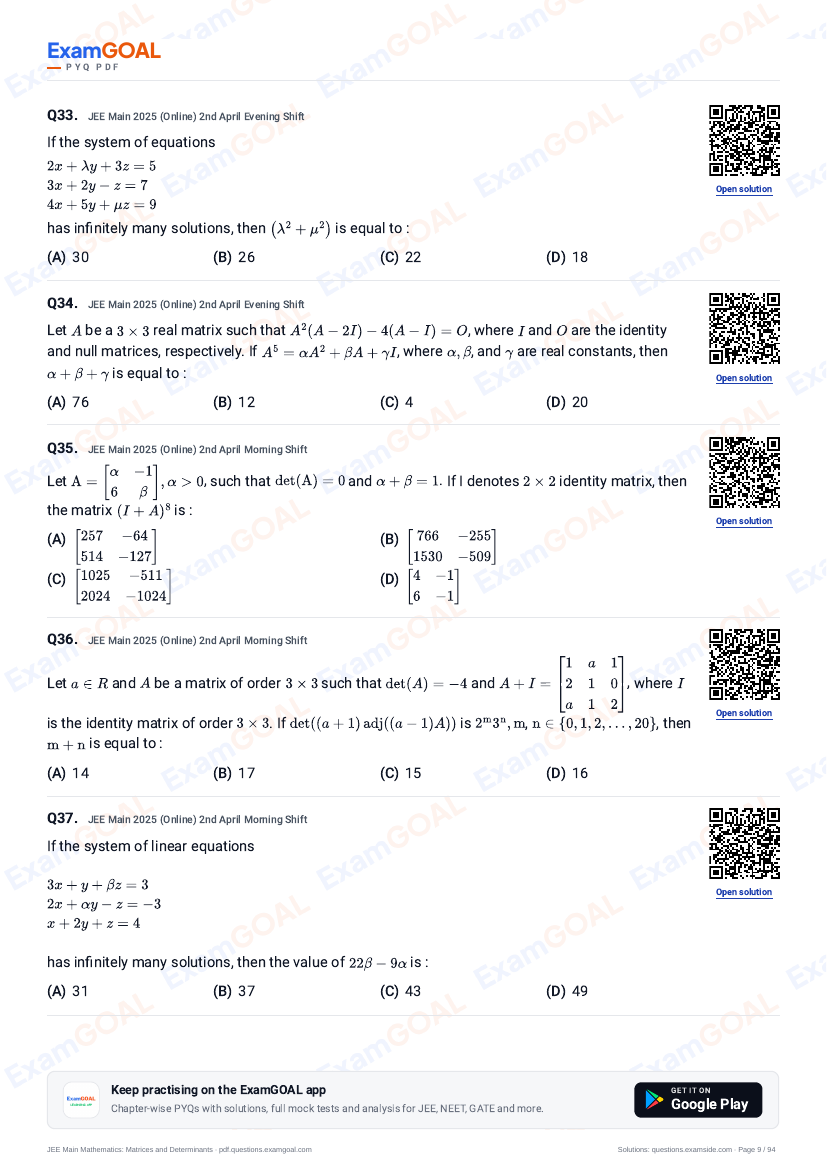 ExamGOAL
PYQ PDF
Q33. JEE Main 2025 (Online) 2nd April Evening Shift
If the system of equations
2x + λy + 3z = 5
3x + 2y − z = 7
4x + 5y + μz = 9
has infinitely many solutions, then (λ² + μ²) is equal to :
(A) 30 (B) 26 (C) 22 (D) 18
Open solution
Q34. JEE Main 2025 (Online) 2nd April Evening Shift
Let A be a 3 × 3 real matrix such that A²(A − 2I) − 4(A − I) = O, where I and O are the identity
and null matrices, respectively. If A⁵ = αA² + βA + γI, where α, β, and γ are real constants, then
α + β + γ is equal to :
(A) 76 (B) 12 (C) 4 (D) 20
Open solution
Q35. JEE Main 2025 (Online) 2nd April Morning Shift
Let A = [α −1; 6 β], α > 0, such that det(A) = 0 and α + β = 1. If I denotes 2 × 2 identity matrix, then
the matrix (I + A)⁸ is :
(A) [257 −64; 514 −127] (B) [766 −255; 1530 −509]
(C) [1025 −511; 2024 −1024] (D) [4 −1; 6 −1]
Open solution
Q36. JEE Main 2025 (Online) 2nd April Morning Shift
Let a ∈ R and A be a matrix of order 3 × 3 such that det(A) = −4 and A + I = [1 a 1; 2 1 0; a 1 2], where I
is the identity matrix of order 3 × 3. If det((a + 1) adj((a − 1)A)) is 2ᵐ3ⁿ, m, n ∈ {0, 1, 2, …, 20}, then
m + n is equal to :
(A) 14 (B) 17 (C) 15 (D) 16
Open solution
Q37. JEE Main 2025 (Online) 2nd April Morning Shift
If the system of linear equations
3x + y + βz = 3
2x + αy − z = −3
x + 2y + z = 4
has infinitely many solutions, then the value of 22β − 9α is :
(A) 31 (B) 37 (C) 43 (D) 49
Open solution
ExamGOAL
Keep practising on the ExamGOAL app
Chapter-wise PYQs with solutions, full mock tests and analysis for JEE, NEET, GATE and more.
GET IT ON
Google Play
JEE Main Mathematics: Matrices and Determinants · pdf.questions.examgoal.com
Solutions: questions.examside.com · Page 9 / 94